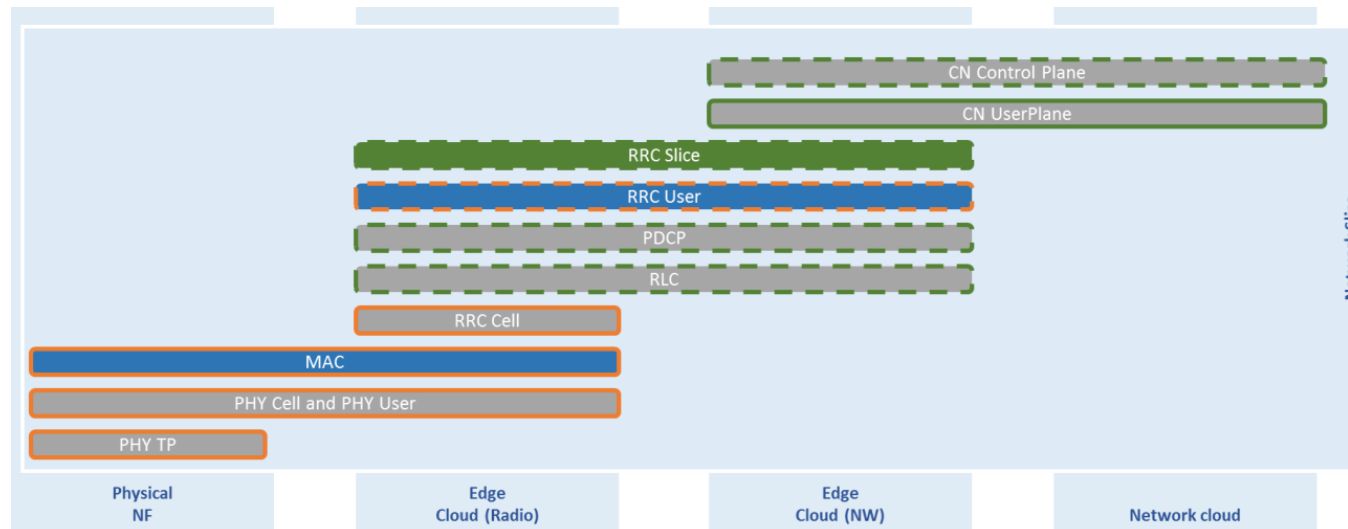 CN Control Plane
CN UserPlane
RRC Slice
RRC User
PDCP
RLC
RRC Cell
MAC
PHY Cell and PHY User
PHY TP
Physical
NF
Edge
Cloud (Radio)
Edge
Cloud (NW)
Network cloud